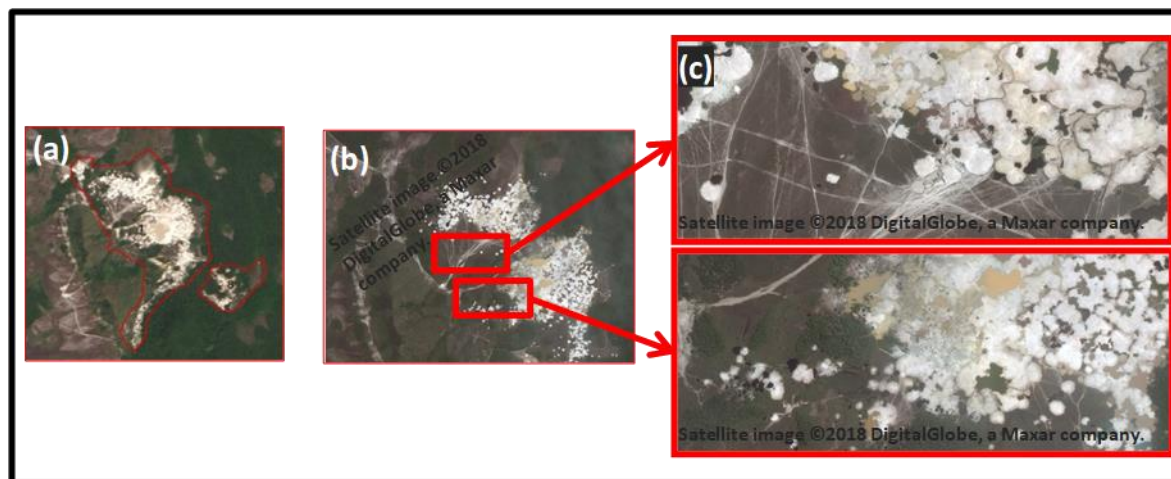 (a)
(b)
Satellite image ©2018
DigitalGlobe, a Maxar
company.
(c)
Satellite image ©2018 DigitalGlobe, a Maxar company.
Satellite image ©2018 DigitalGlobe, a Maxar company.